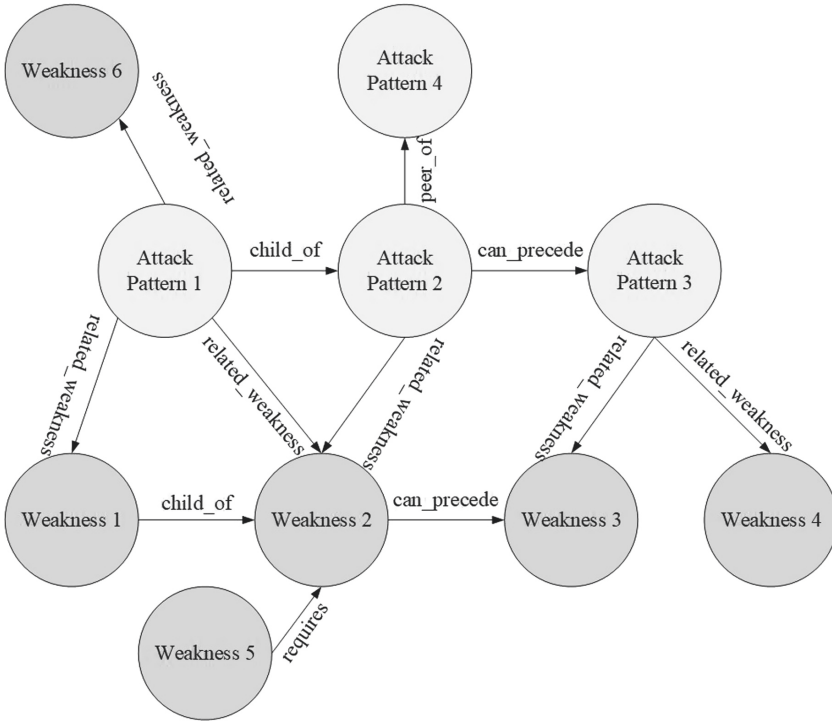 Weakness 6
related_weakness
Attack
Pattern 4
peer_of
Attack
Pattern 1
child_of
Attack
Pattern 2
can_precede
Attack
Pattern 3
related_weakness
related_weakness
related_weakness
related_weakness
related_weakness
Weakness 1
child_of
Weakness 2
can_precede
Weakness 3
Weakness 4
Weakness 5
requires